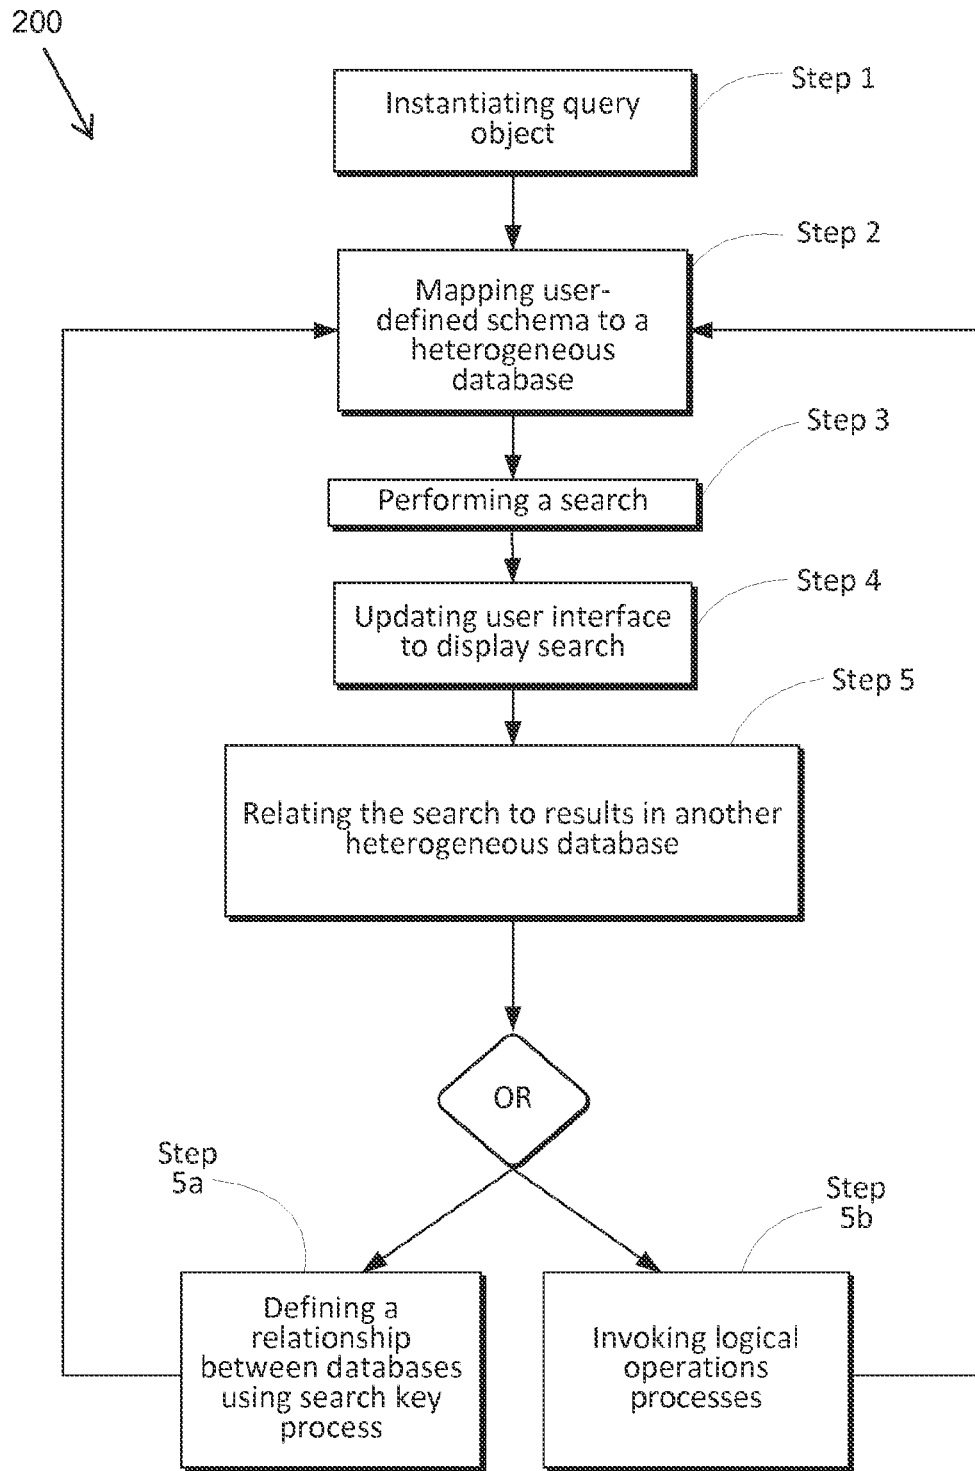 200
Step 1
Instantiating query
object
Step 2
Mapping user-
defined schema to a
heterogeneous
database
Step 3
Performing a search
Step 4
Updating user interface
to display search
Step 5
Relating the search to results in another
heterogeneous database
OR
Step
5a
Step
5b
Defining a
relationship
between databases
using search key
process
Invoking logical
operations
processes